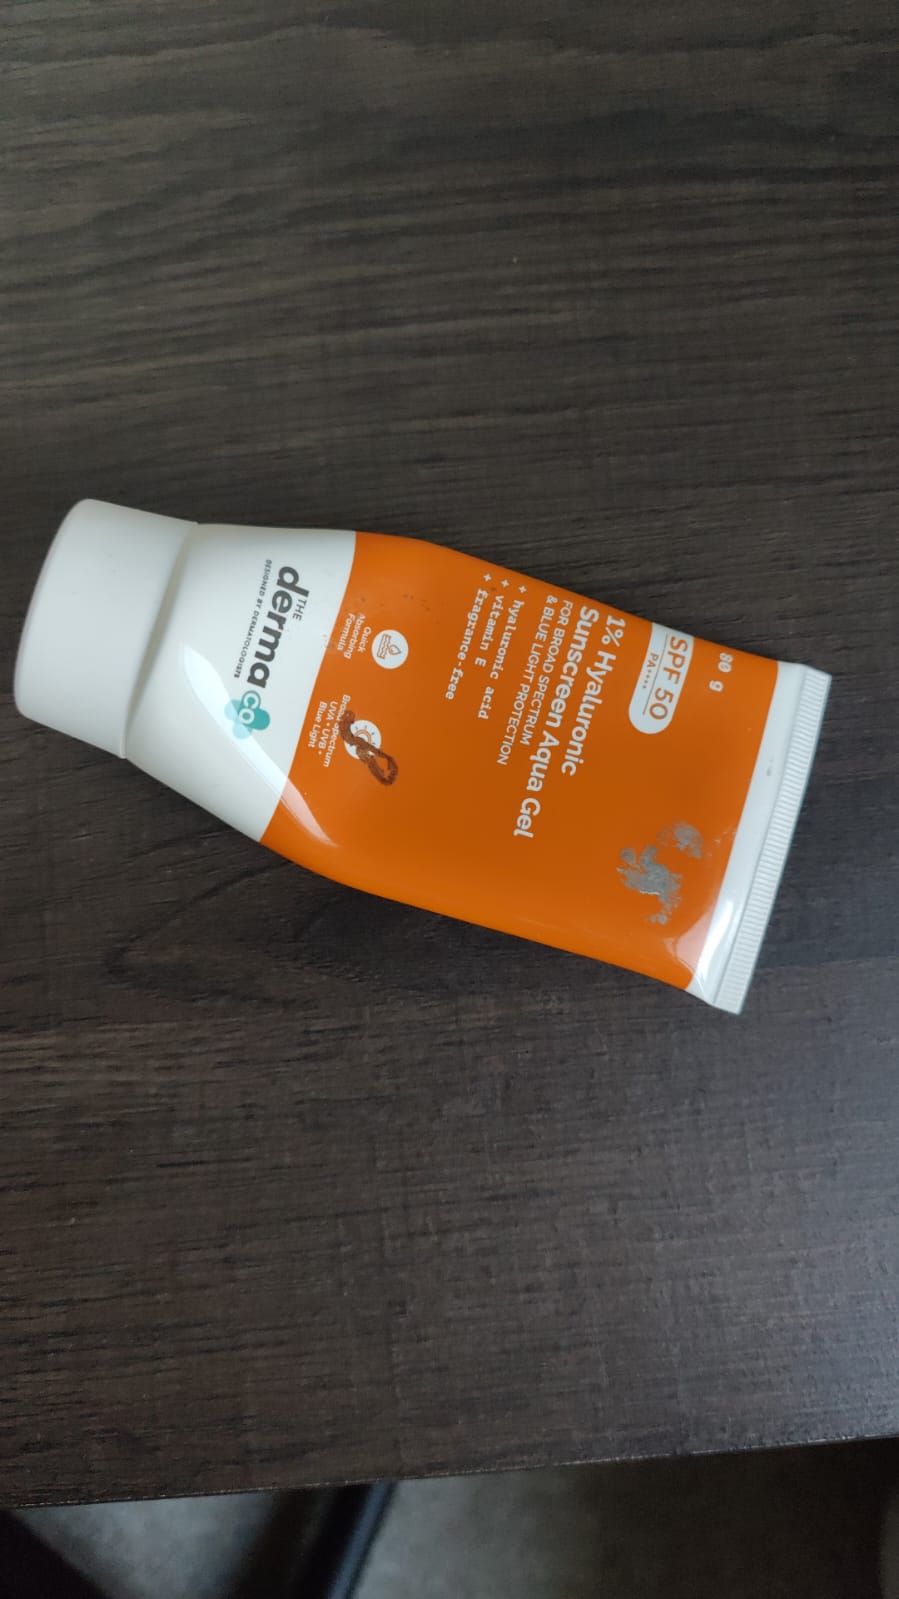 80 g
SPF 50
PA++++
1% Hyaluronic
Sunscreen Aqua Gel
FOR BROAD SPECTRUM
& BLUE LIGHT PROTECTION
+ hyaluronic acid
+ vitamin E
+ fragrance-free
Quick
Absorbing
Formula
Broad Spectrum
UVA • UVB •
Blue Light
THE
derma
co
DESIGNED BY DERMATOLOGISTS